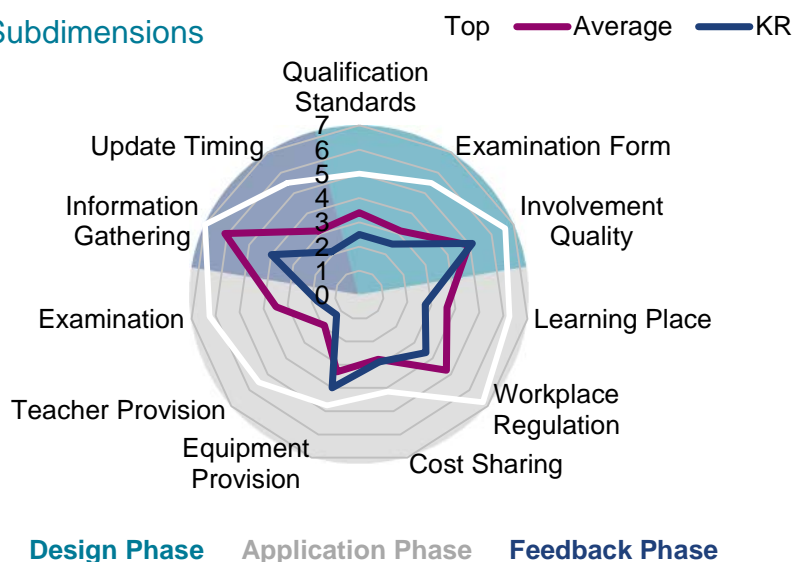 Subdimensions
Top Average KR
Qualification
Standards
7
6
5
4
3
2
1
0
Update Timing
Examination Form
Information
Gathering
Involvement
Quality
Examination
Learning Place
Teacher Provision
Workplace
Regulation
Equipment
Provision
Cost Sharing
Design Phase Application Phase Feedback Phase